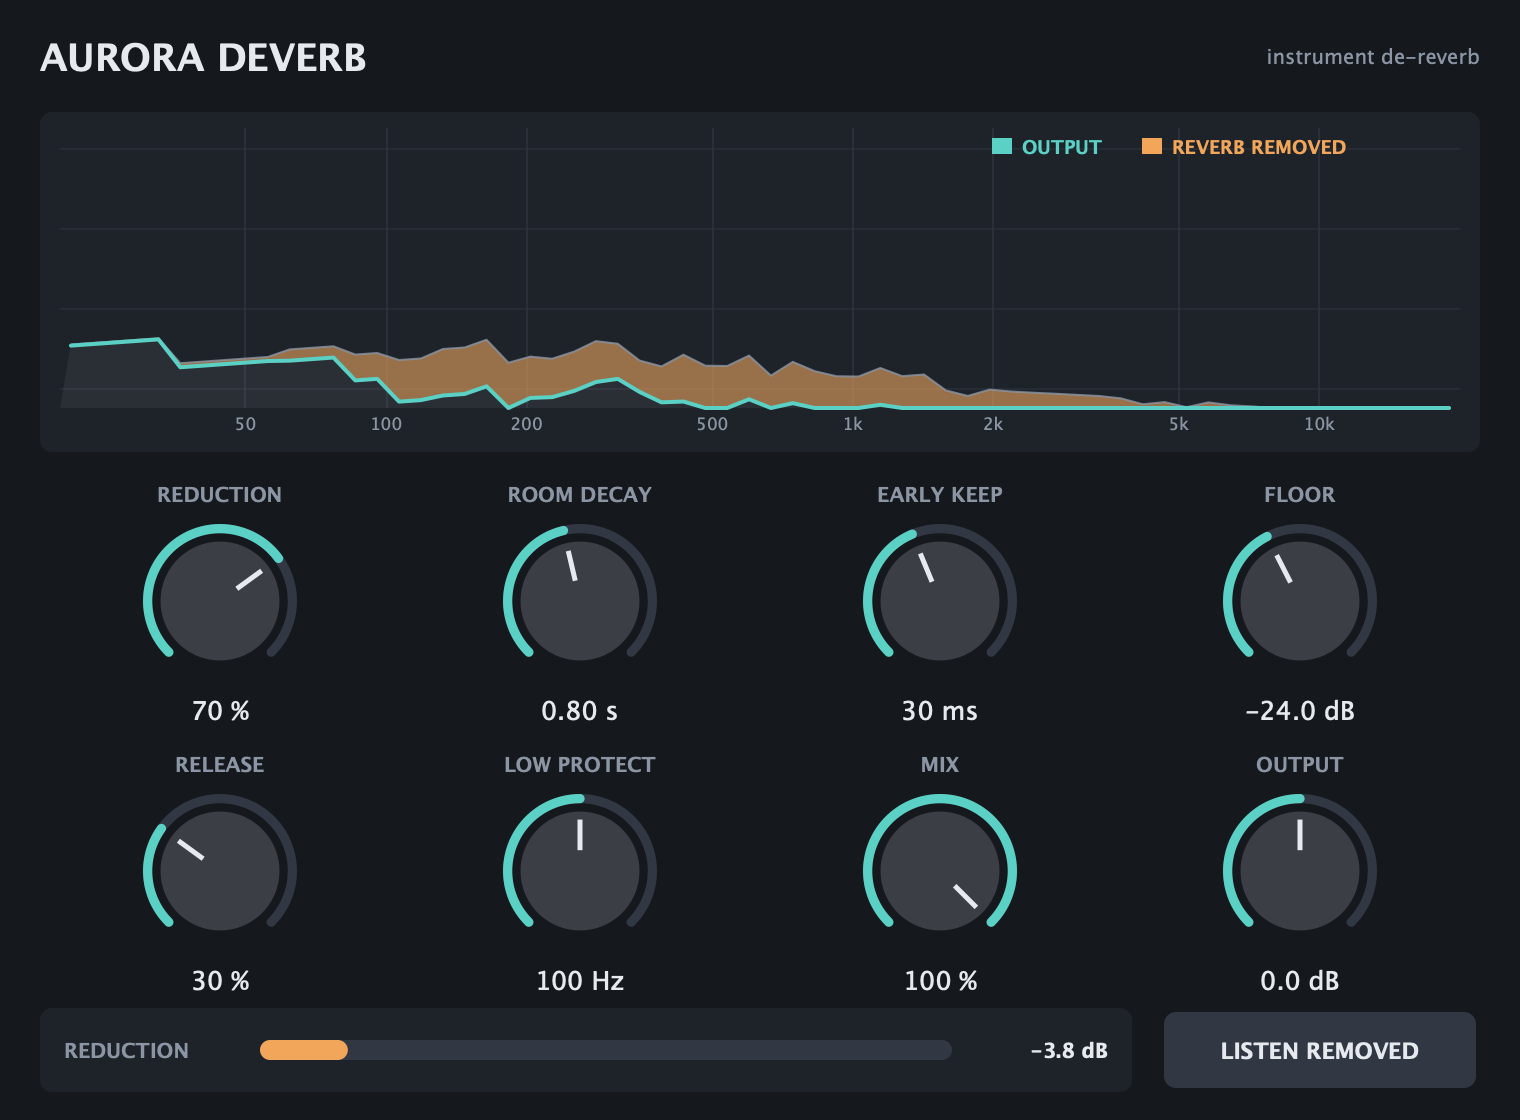 AURORA DEVERB
instrument de-reverb
OUTPUT
REVERB REMOVED
50 100 200 500 1k 2k 5k 10k
REDUCTION ROOM DECAY EARLY KEEP FLOOR
70 % 0.80 s 30 ms -24.0 dB
RELEASE LOW PROTECT MIX OUTPUT
30 % 100 Hz 100 % 0.0 dB
REDUCTION -3.8 dB LISTEN REMOVED